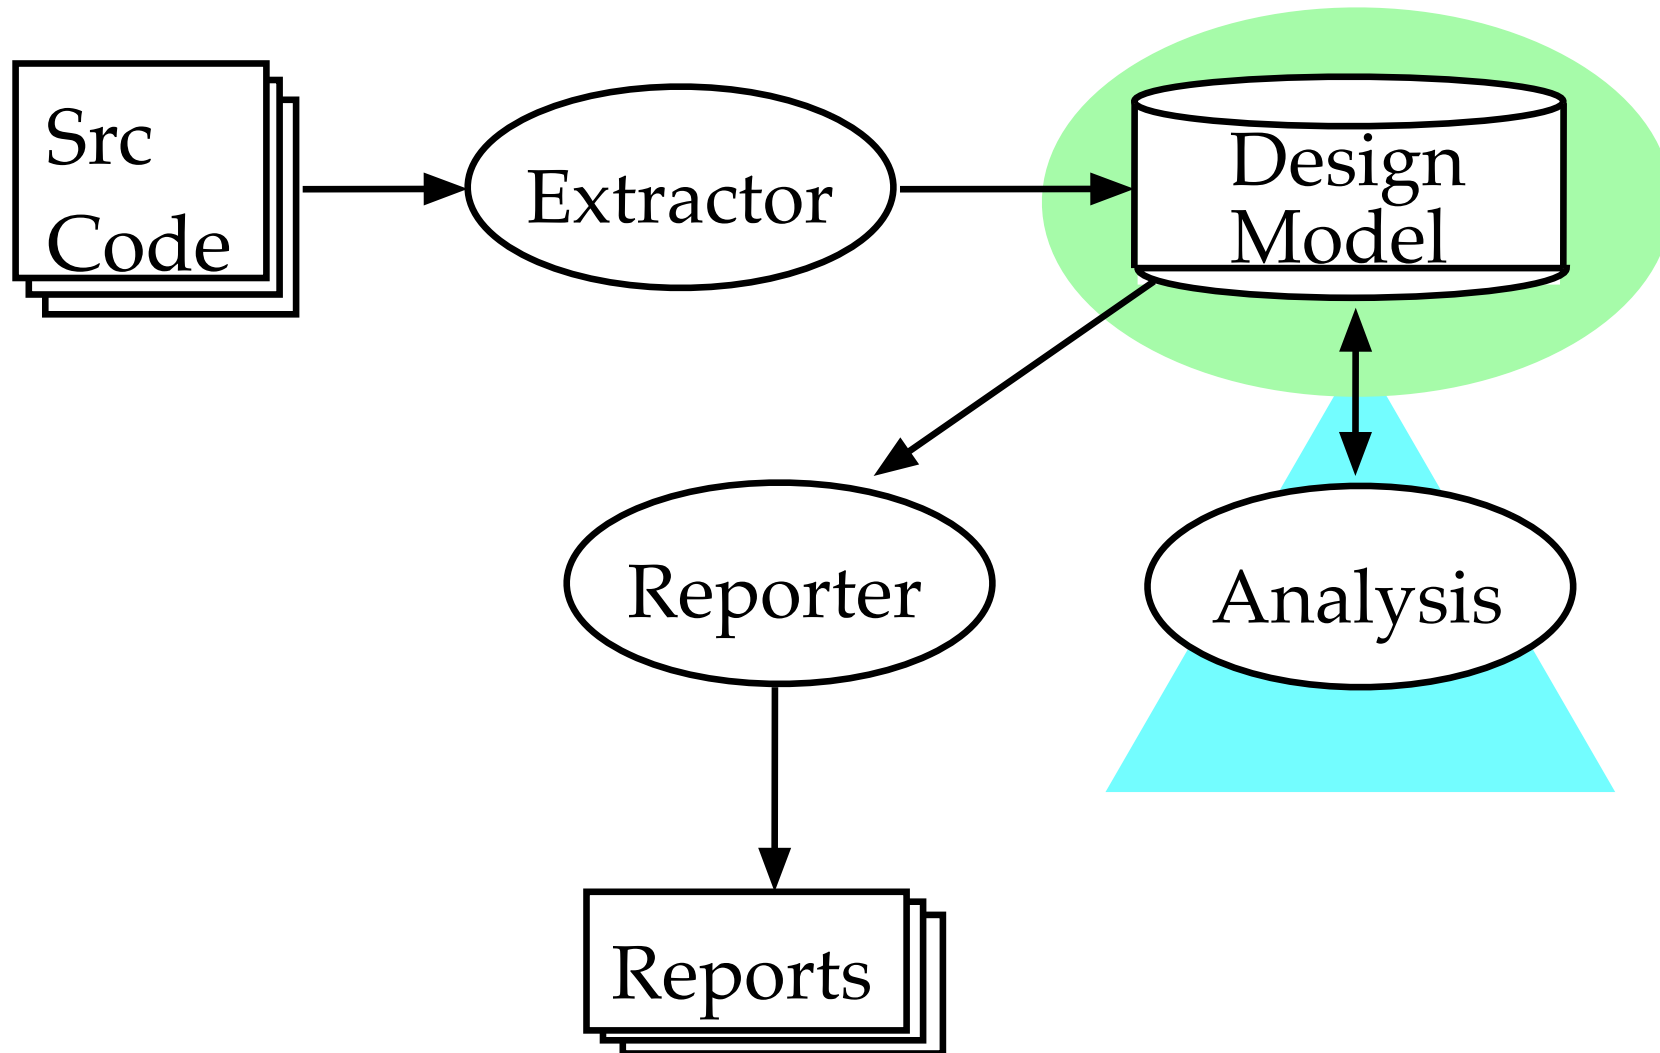 Src
Code
Extractor
Design
Model
Reporter
Analysis
Reports